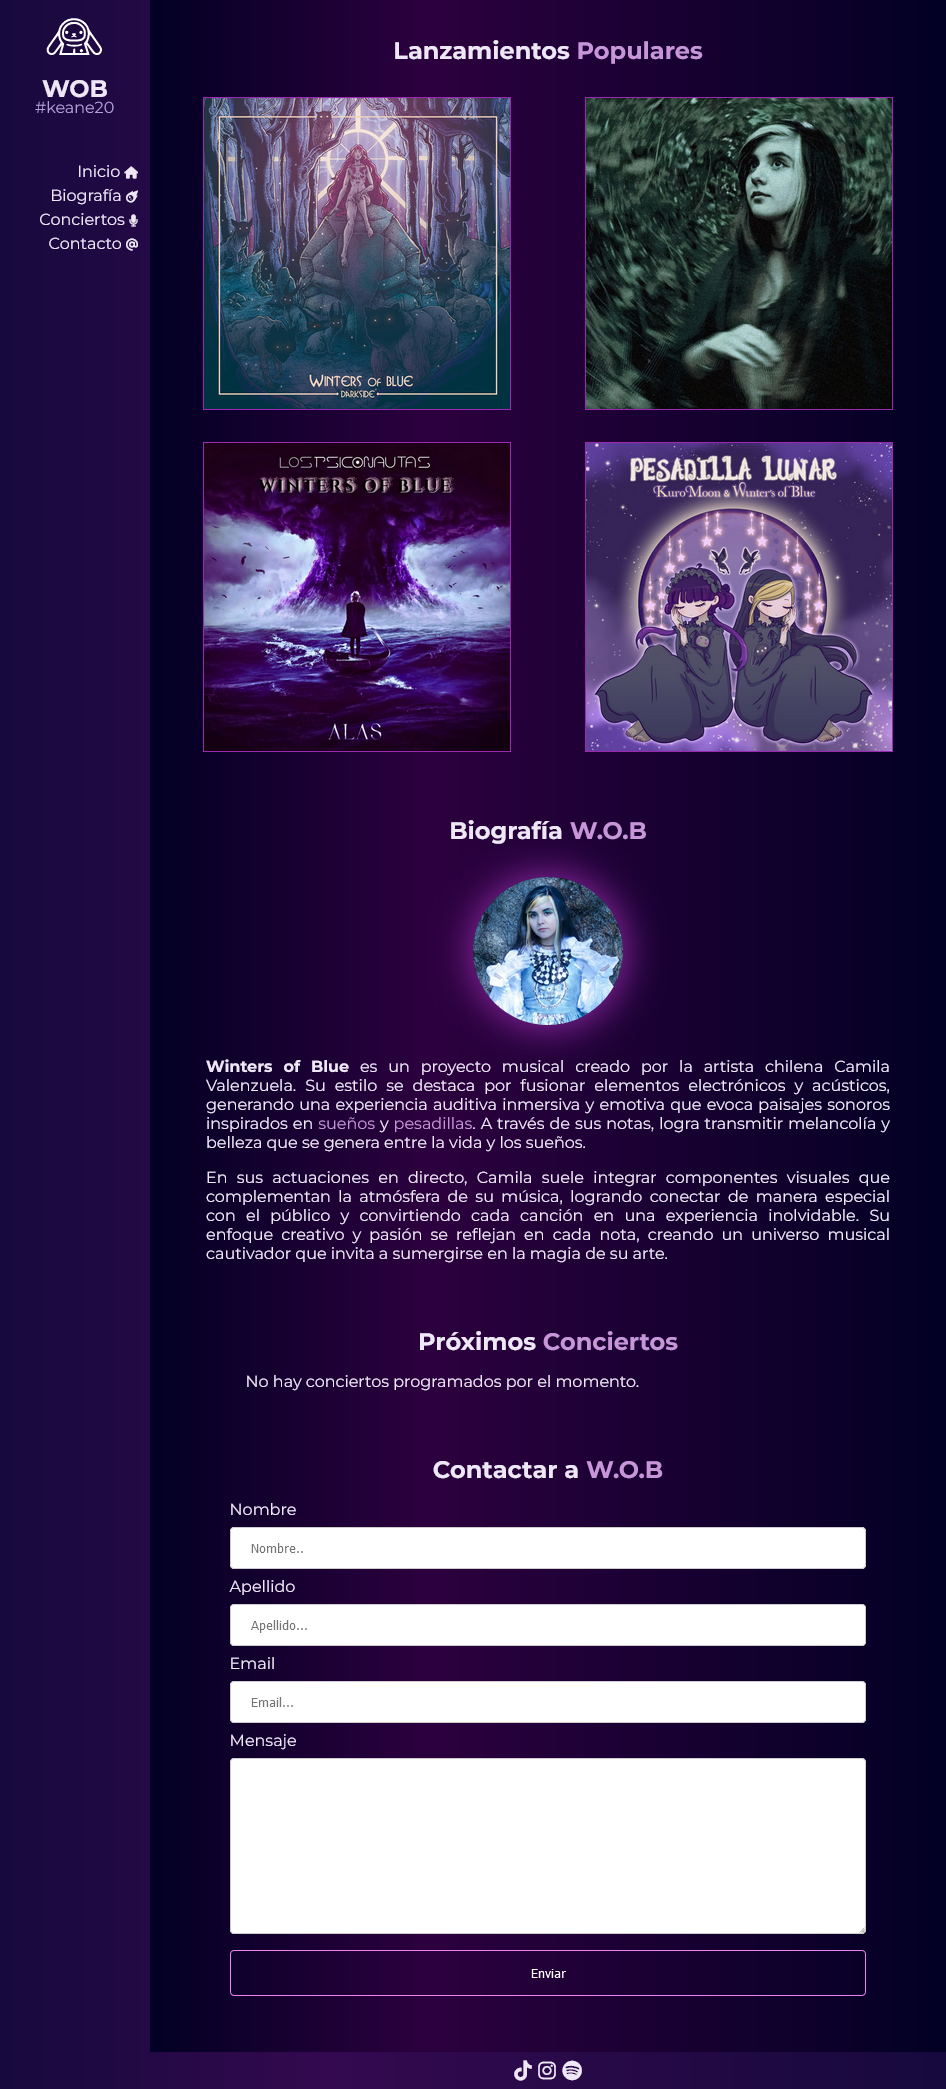 WOB
#keane20
Inicio
Biografía
Conciertos
Contacto
Lanzamientos Populares
WINTERS OF BLUE
DARKSIDE
LOS PSICONAUTAS
WINTERS OF BLUE
ALAS
PESADILLA LUNAR
KuroMoon & Winters of Blue
Biografía W.O.B
Winters of Blue es un proyecto musical creado por la artista chilena Camila
Valenzuela. Su estilo se destaca por fusionar elementos electrónicos y acústicos,
generando una experiencia auditiva inmersiva y emotiva que evoca paisajes sonoros
inspirados en sueños y pesadillas. A través de sus notas, logra transmitir melancolía y
belleza que se genera entre la vida y los sueños.
En sus actuaciones en directo, Camila suele integrar componentes visuales que
complementan la atmósfera de su música, logrando conectar de manera especial
con el público y convirtiendo cada canción en una experiencia inolvidable. Su
enfoque creativo y pasión se reflejan en cada nota, creando un universo musical
cautivador que invita a sumergirse en la magia de su arte.
Próximos Conciertos
No hay conciertos programados por el momento.
Contactar a W.O.B
Nombre
Nombre..
Apellido
Apellido...
Email
Email...
Mensaje
Enviar